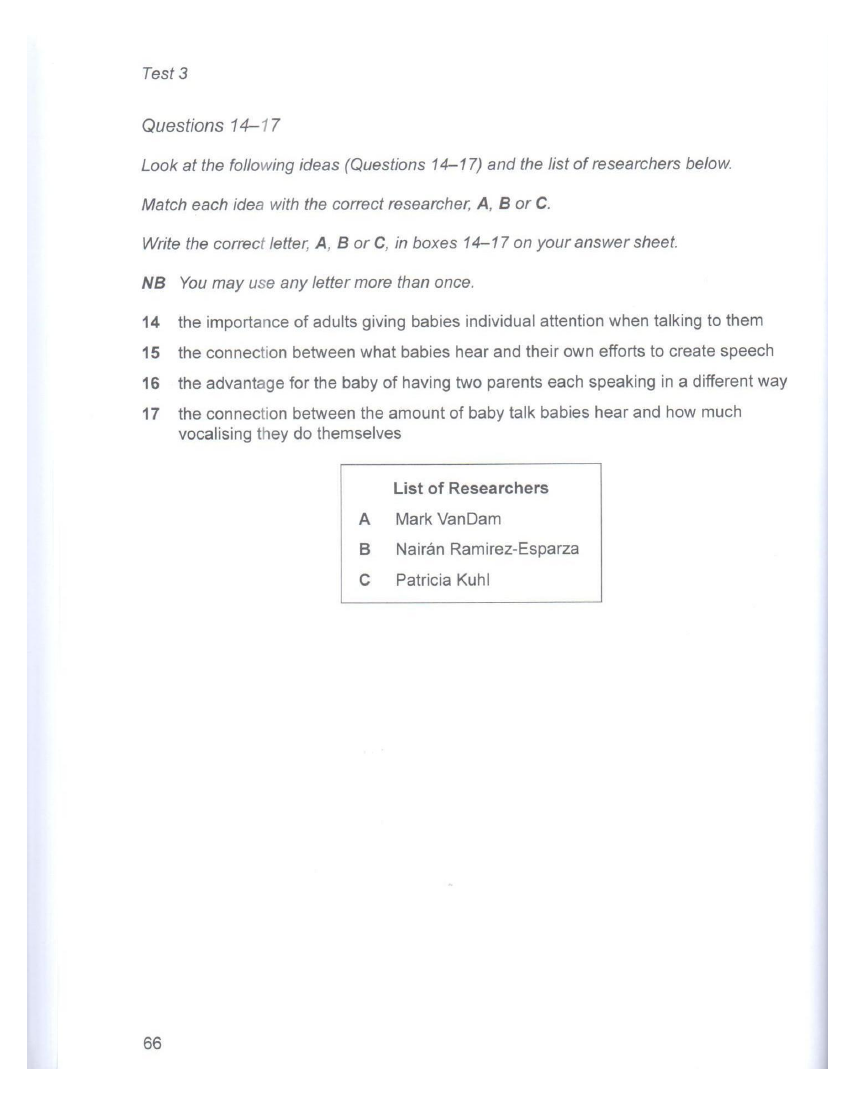 Test 3
Questions 14–17
Look at the following ideas (Questions 14–17) and the list of researchers below.
Match each idea with the correct researcher, A, B or C.
Write the correct letter, A, B or C, in boxes 14–17 on your answer sheet.
NB You may use any letter more than once.
14 the importance of adults giving babies individual attention when talking to them
15 the connection between what babies hear and their own efforts to create speech
16 the advantage for the baby of having two parents each speaking in a different way
17 the connection between the amount of baby talk babies hear and how much
vocalising they do themselves
List of Researchers
A Mark VanDam
B Nairán Ramirez-Esparza
C Patricia Kuhl
66